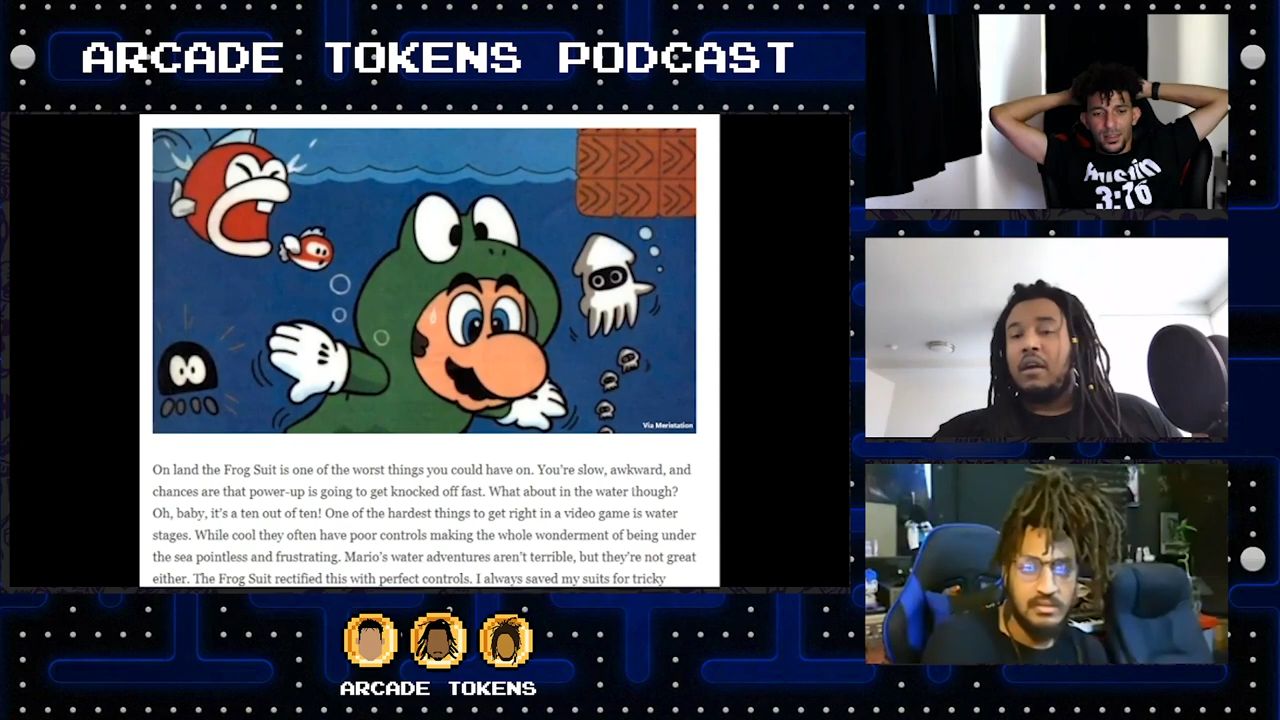 ARCADE TOKENS PODCAST
Hustlin
3:76
Via Meristation
On land the Frog Suit is one of the worst things you could have on. You're slow, awkward, and
chances are that power-up is going to get knocked off fast. What about in the water though?
Oh, baby, it's a ten out of ten! One of the hardest things to get right in a video game is water
stages. While cool they often have poor controls making the whole wonderment of being under
the sea pointless and frustrating. Mario's water adventures aren't terrible, but they're not great
either. The Frog Suit rectified this with perfect controls. I always saved my suits for tricky
ARCADE TOKENS